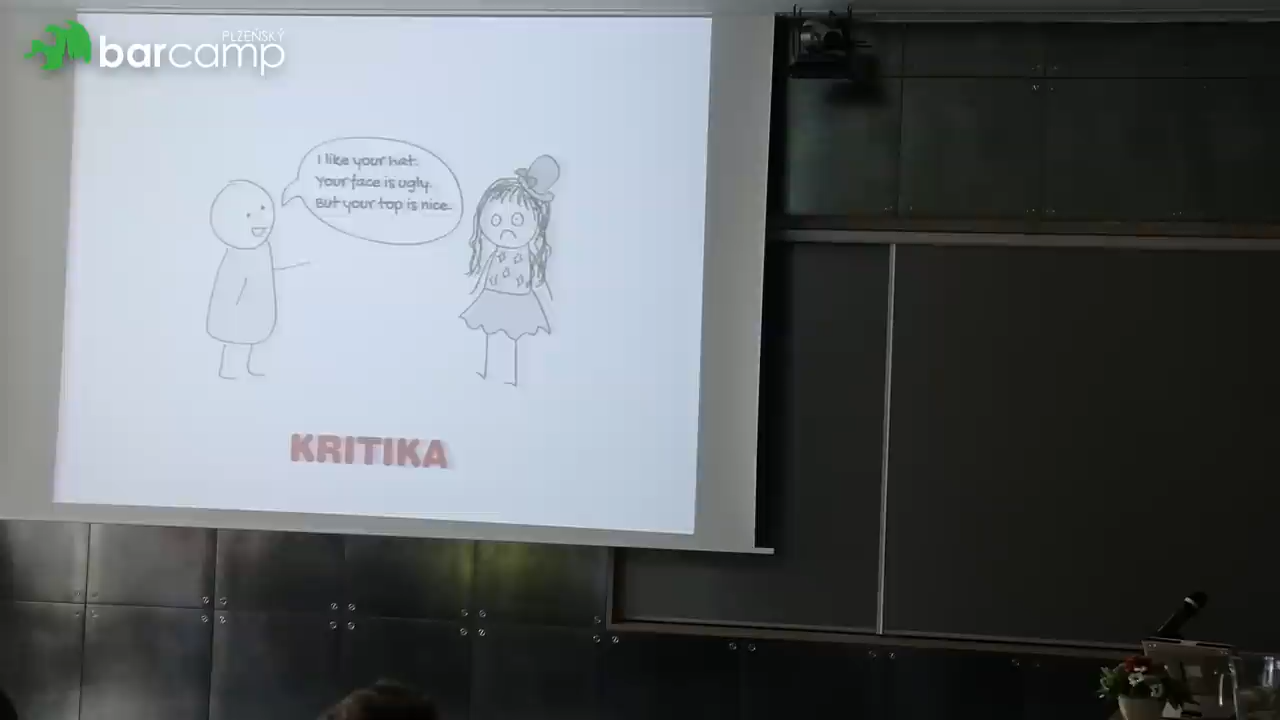 PLZEŇSKÝ
barcamp
I like your hat.
Your face is ugly.
But your top is nice.
KRITIKA